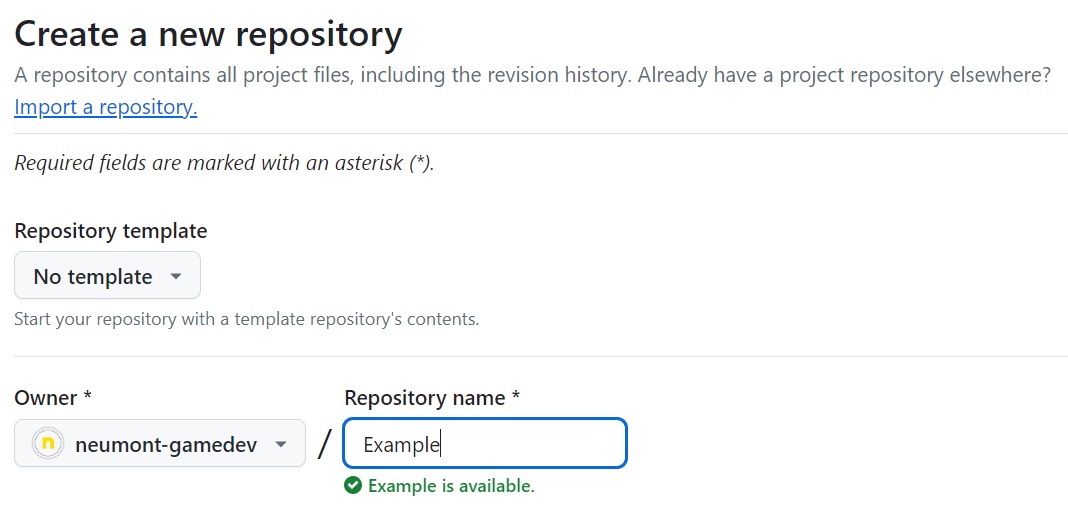 Create a new repository
A repository contains all project files, including the revision history. Already have a project repository elsewhere?
Import a repository.
Required fields are marked with an asterisk (*).
Repository template
No template
Start your repository with a template repository's contents.
Owner *
Repository name *
n neumont-gamedev / Example
Example is available.